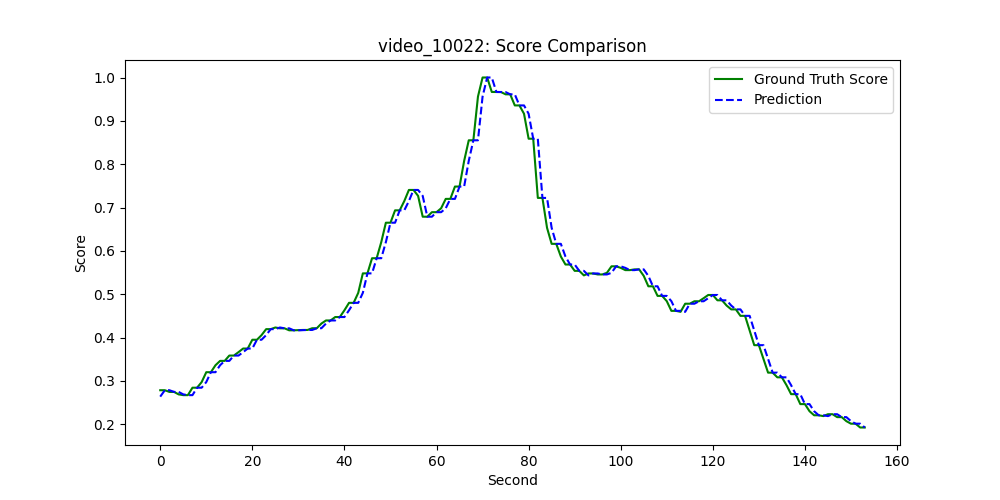 video_10022: Score Comparison
Ground Truth Score
Prediction
Score
1.0
0.9
0.8
0.7
0.6
0.5
0.4
0.3
0.2
0 20 40 60 80 100 120 140 160
Second